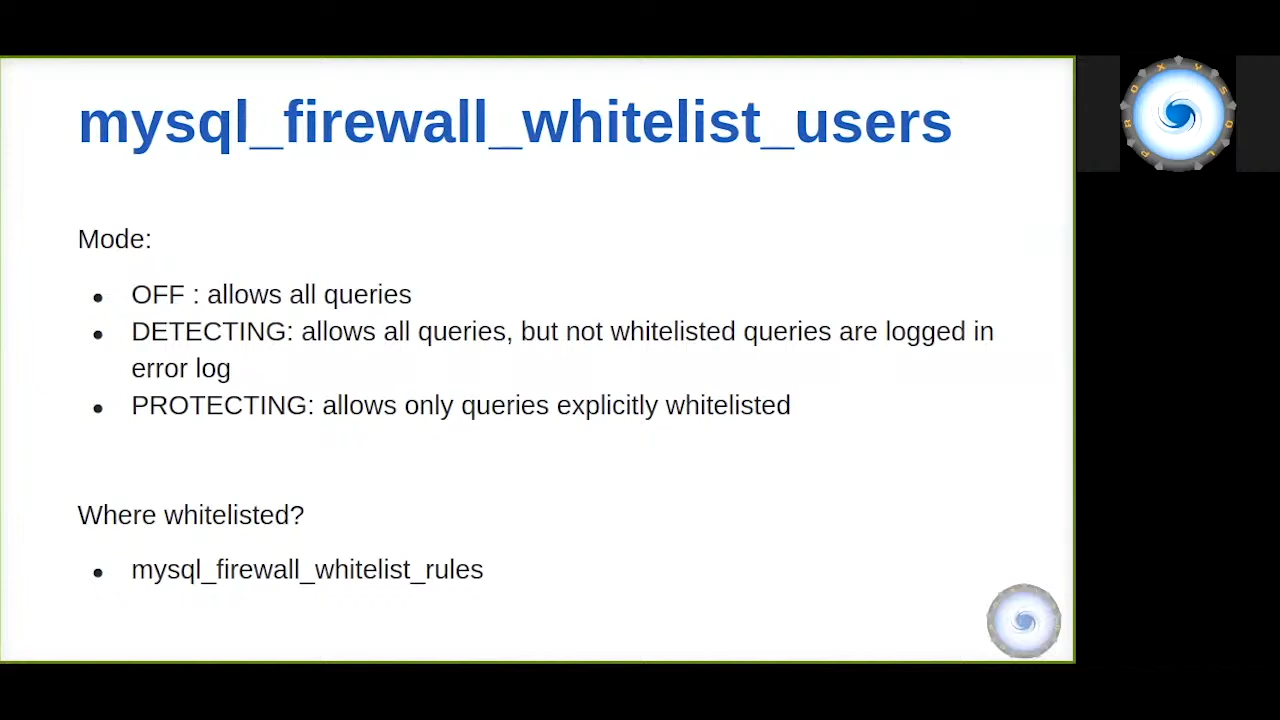 mysql_firewall_whitelist_users
Mode:
● OFF : allows all queries
● DETECTING: allows all queries, but not whitelisted queries are logged in
error log
● PROTECTING: allows only queries explicitly whitelisted
Where whitelisted?
● mysql_firewall_whitelist_rules
PROXYSQL